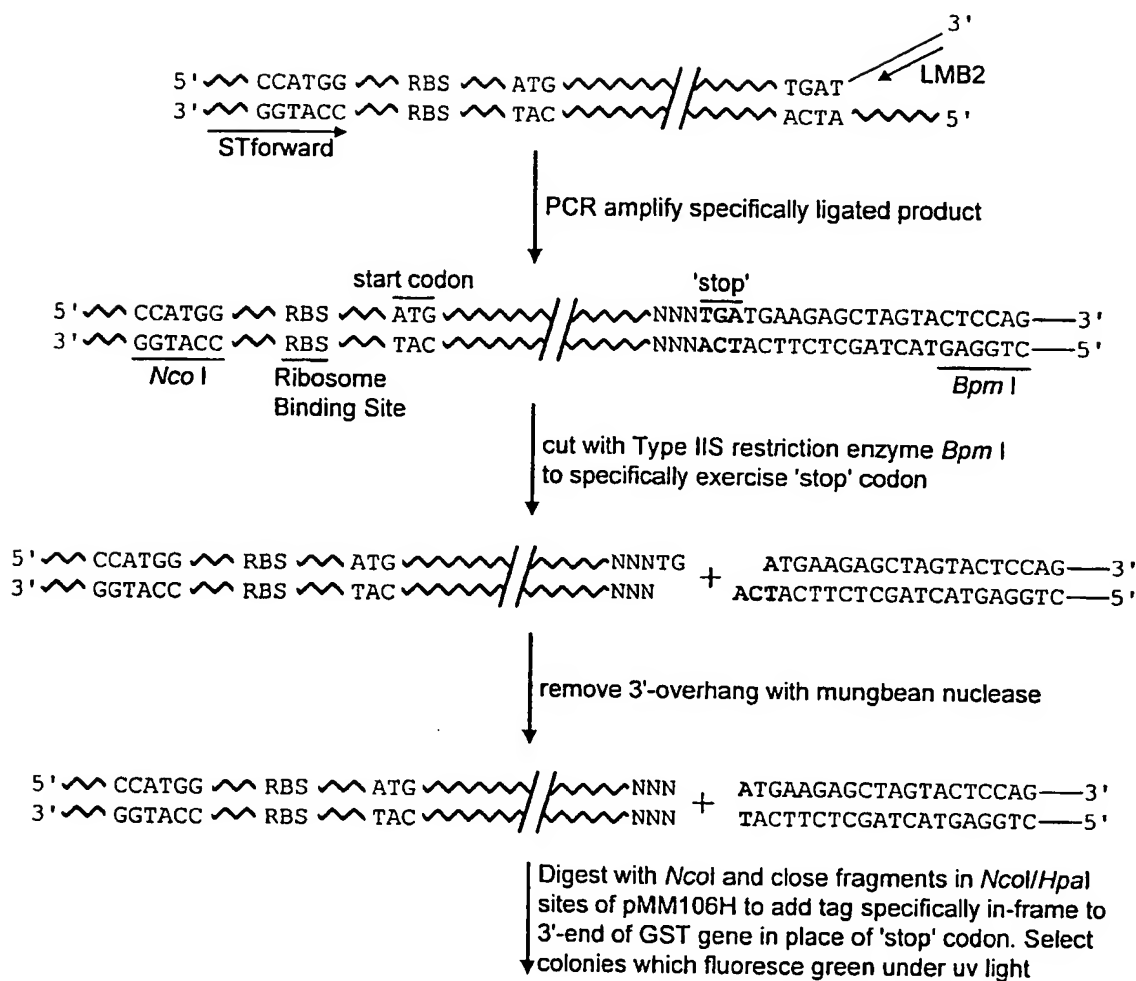 3'
LMB2
5' CCATGG RBS ATG TGAT
3' GGTACC RBS TAC ACTA 5'
STforward
PCR amplify specifically ligated product
start codon 'stop'
5' CCATGG RBS ATG NNNTGATGAAGAGCTAGTACTCCAG 3'
3' GGTACC RBS TAC NNNACTACTTCTCGATCATGAGGTC 5'
Nco I Ribosome Bpm I
Binding Site
cut with Type IIS restriction enzyme Bpm I
to specifically exercise 'stop' codon
5' CCATGG RBS ATG NNNTG + ATGAAGAGCTAGTACTCCAG 3'
3' GGTACC RBS TAC NNN ACTACTTCTCGATCATGAGGTC 5'
remove 3'-overhang with mungbean nuclease
5' CCATGG RBS ATG NNN + ATGAAGAGCTAGTACTCCAG 3'
3' GGTACC RBS TAC NNN TACTTCTCGATCATGAGGTC 5'
Digest with NcoI and close fragments in NcoI/HpaI
sites of pMM106H to add tag specifically in-frame to
3'-end of GST gene in place of 'stop' codon. Select
colonies which fluoresce green under uv light